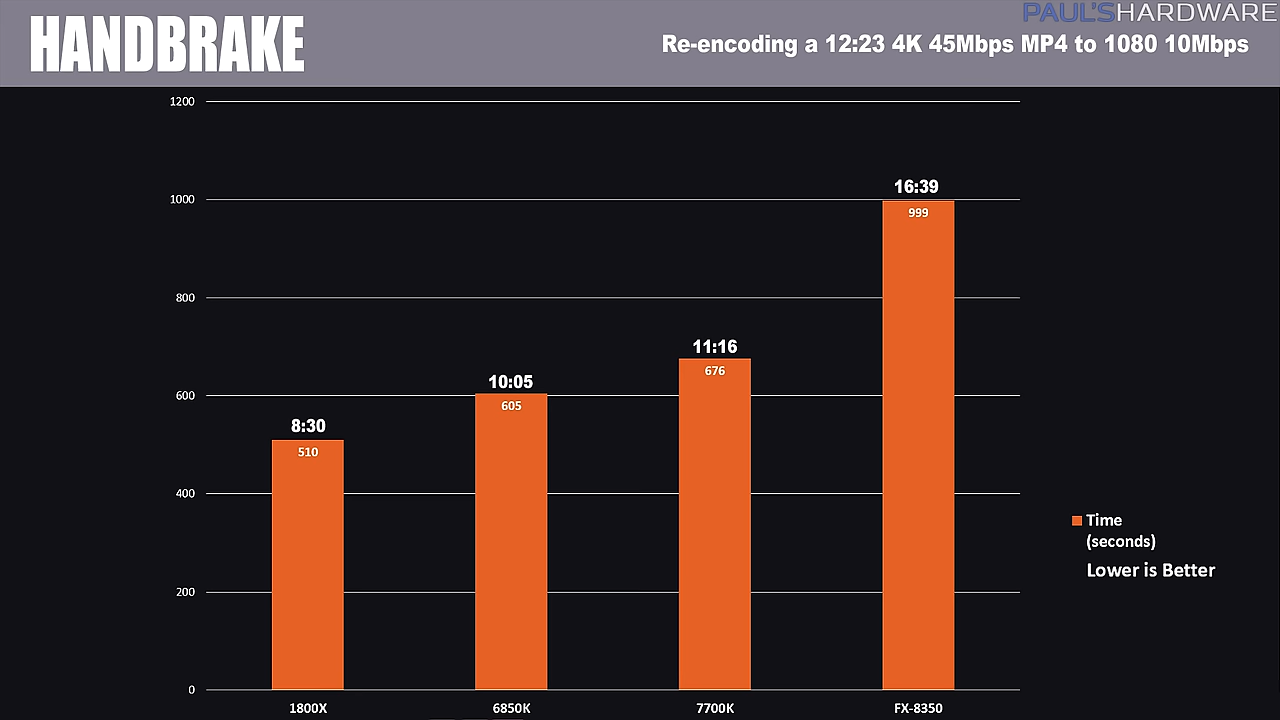 HANDBRAKE
PAUL'SHARDWARE
Re-encoding a 12:23 4K 45Mbps MP4 to 1080 10Mbps
1200
1000
800
600
400
200
0
8:30
510
10:05
605
11:16
676
16:39
999
1800X
6850K
7700K
FX-8350
Time
(seconds)
Lower is Better